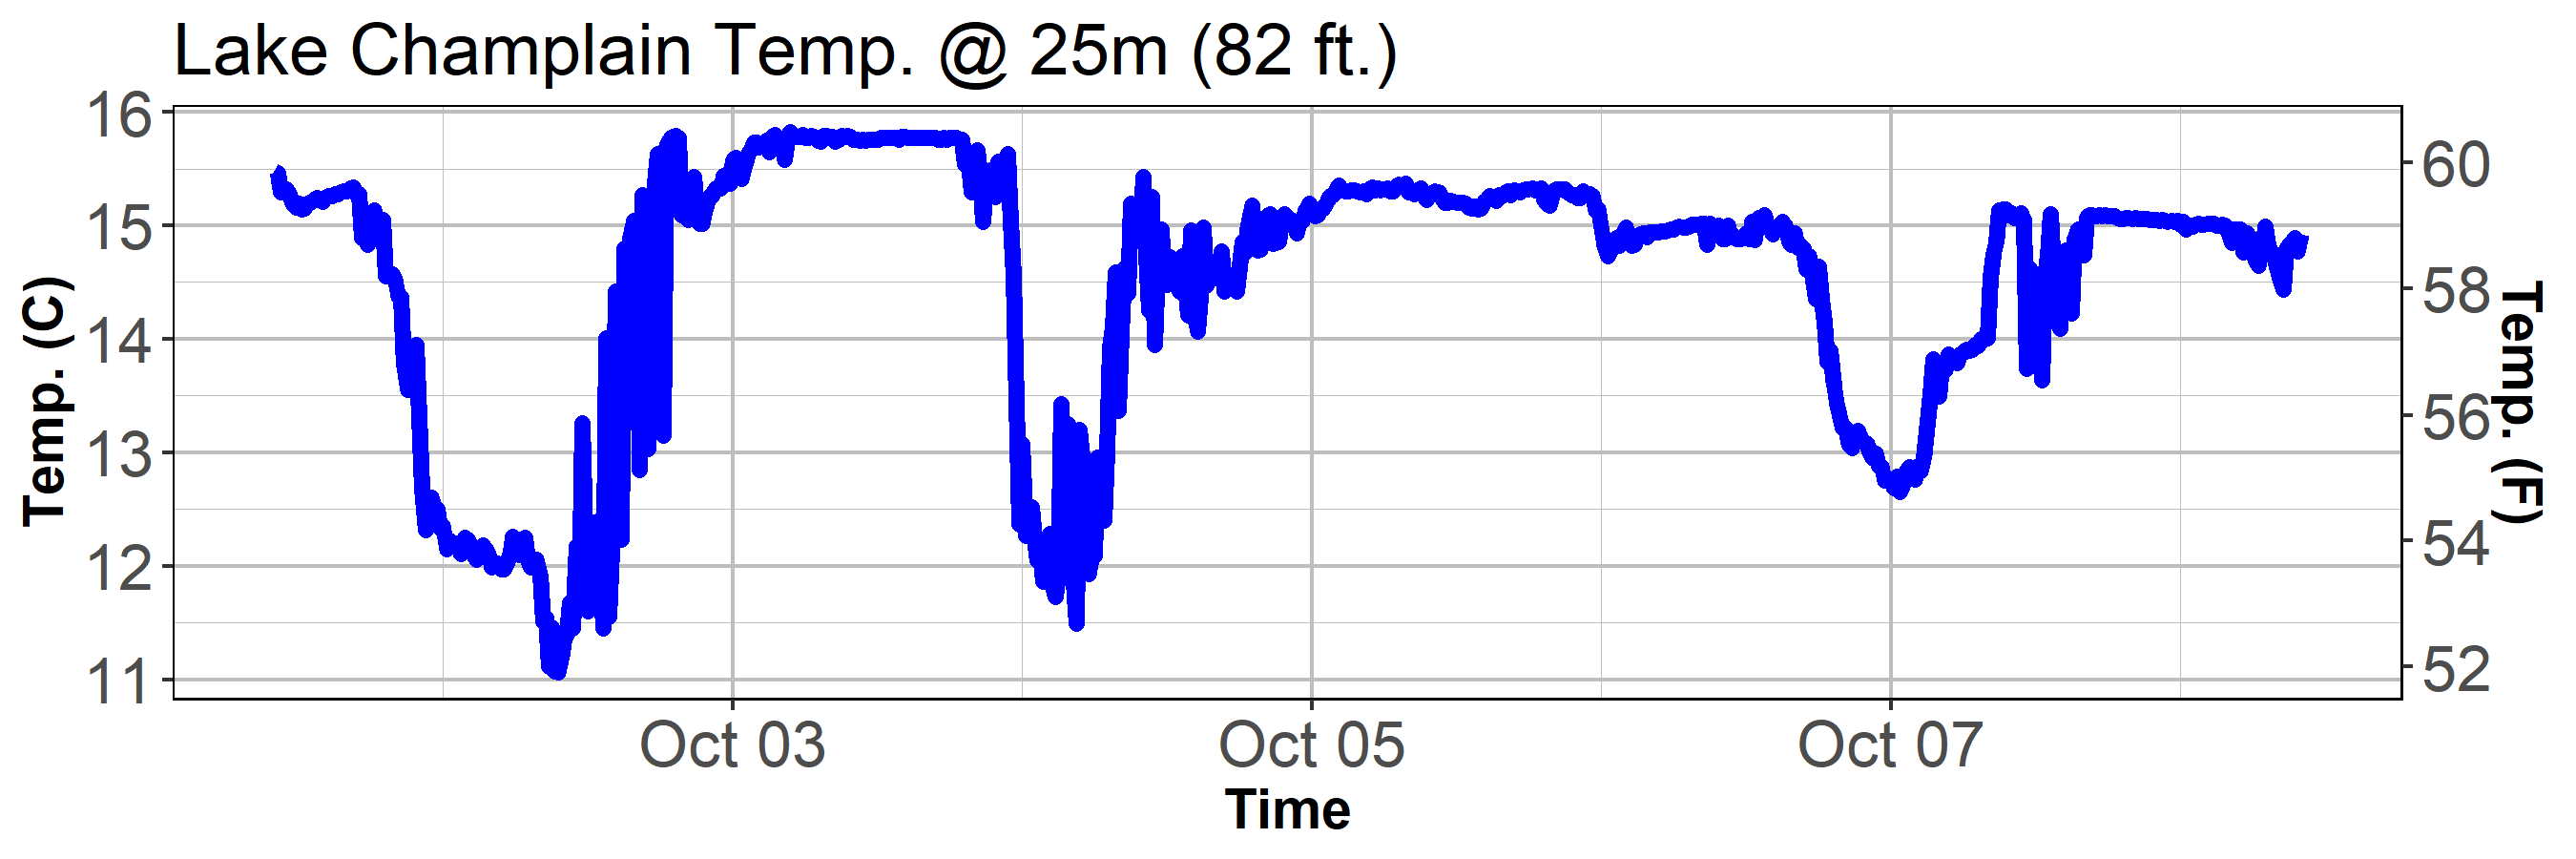 Lake Champlain Temp. @ 25m (82 ft.)
16
15
14
13
12
11
Temp. (C)
60
58
56
54
52
Temp. (F)
Oct 03
Oct 05
Oct 07
Time